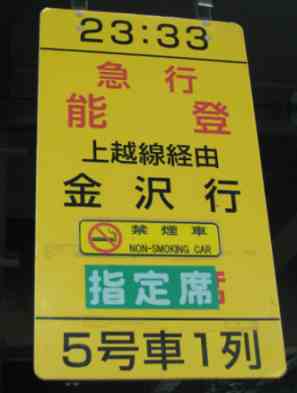 23:33
急行
能登
上越線経由
金沢行
禁煙車
NON-SMOKING CAR
指定席
5号車1列